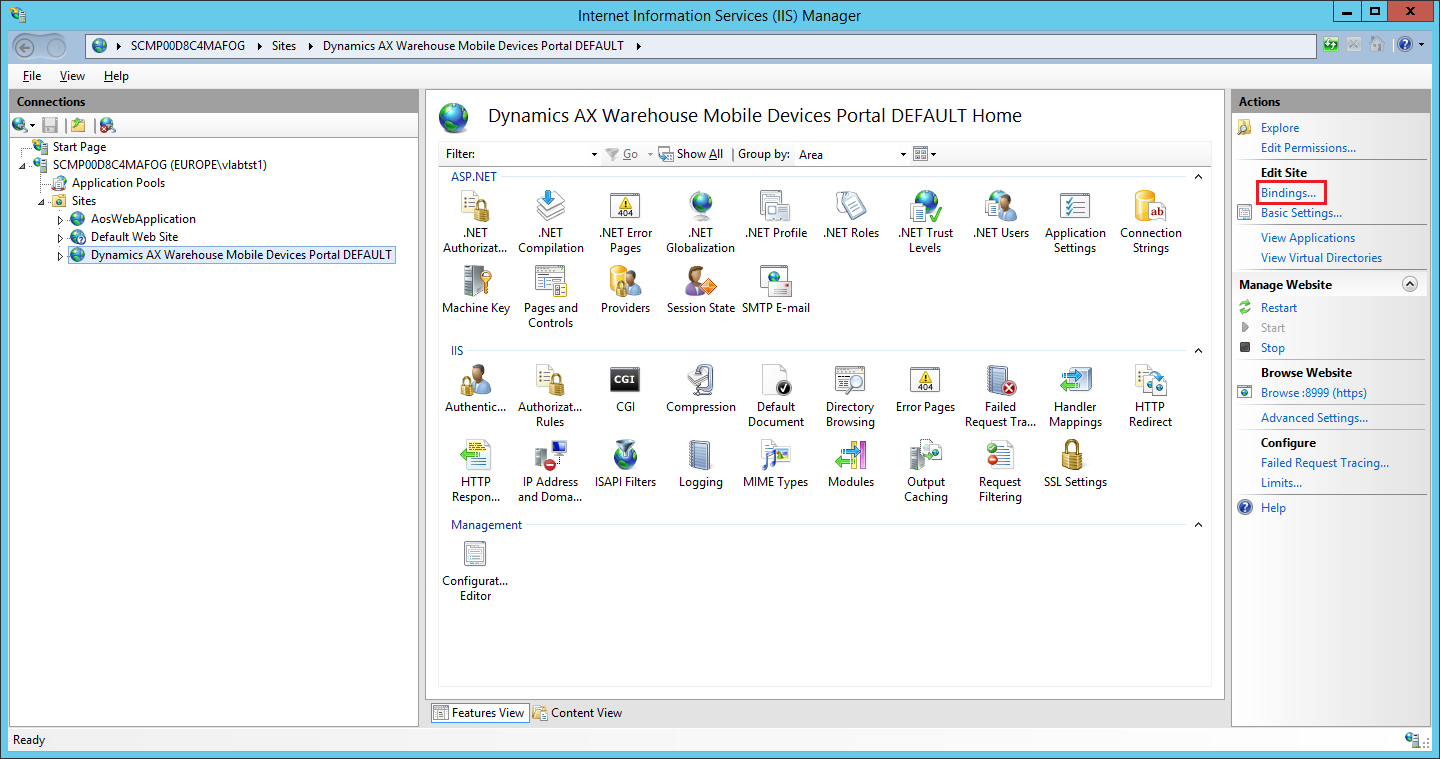 Internet Information Services (IIS) Manager
SCMP00D8C4MAFOG
Sites
Dynamics AX Warehouse Mobile Devices Portal DEFAULT
File View Help
Connections
Start Page
SCMP00D8C4MAFOG (EUROPE\vlabtst1)
Application Pools
Sites
AosWebApplication
Default Web Site
Dynamics AX Warehouse Mobile Devices Portal DEFAULT
Dynamics AX Warehouse Mobile Devices Portal DEFAULT Home
Filter: Go Show All Group by: Area
ASP.NET
.NET Authorizat...
.NET Compilation
.NET Error Pages
404
.NET Globalization
.NET Profile
.NET Roles
.NET Trust Levels
.NET Users
Application Settings
ab
Connection Strings
Machine Key
Pages and Controls
Providers
Session State
SMTP E-mail
IIS
Authentic...
Authorizat... Rules
CGI
CGI
Compression
Default Document
Directory Browsing
404
Error Pages
Failed Request Tra...
Handler Mappings
HTTP Redirect
HTTP Respon...
IP Address and Doma...
ISAPI Filters
Logging
MIME Types
Modules
Output Caching
Request Filtering
SSL Settings
Management
Configurat... Editor
Features View
Content View
Actions
Explore
Edit Permissions...
Edit Site
Bindings...
Basic Settings...
View Applications
View Virtual Directories
Manage Website
Restart
Start
Stop
Browse Website
Browse :8999 (https)
Advanced Settings...
Configure
Failed Request Tracing...
Limits...
Help
Ready